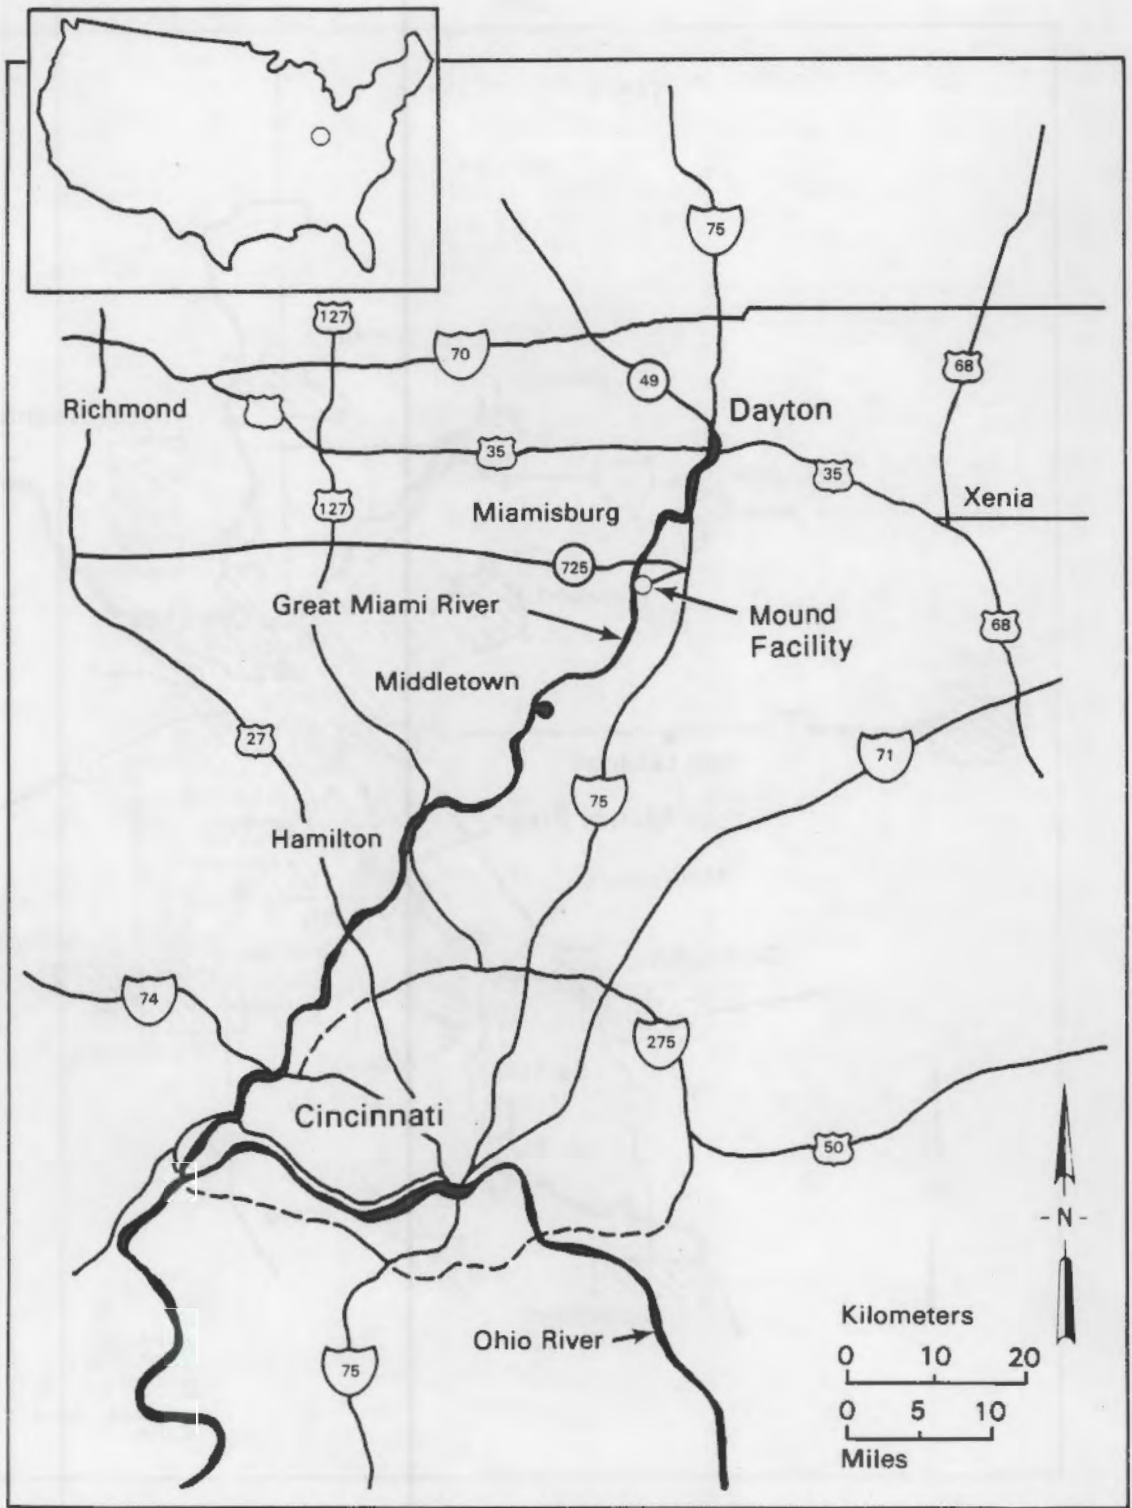 75
127
70
68
49
Richmond
Dayton
35
35
127
Miamisburg
Xenia
725
Great Miami River
Mound
Facility
68
Middletown
27
71
75
Hamilton
74
275
Cincinnati
50
- N -
Kilometers
0 10 20
Ohio River
75
0 5 10
Miles